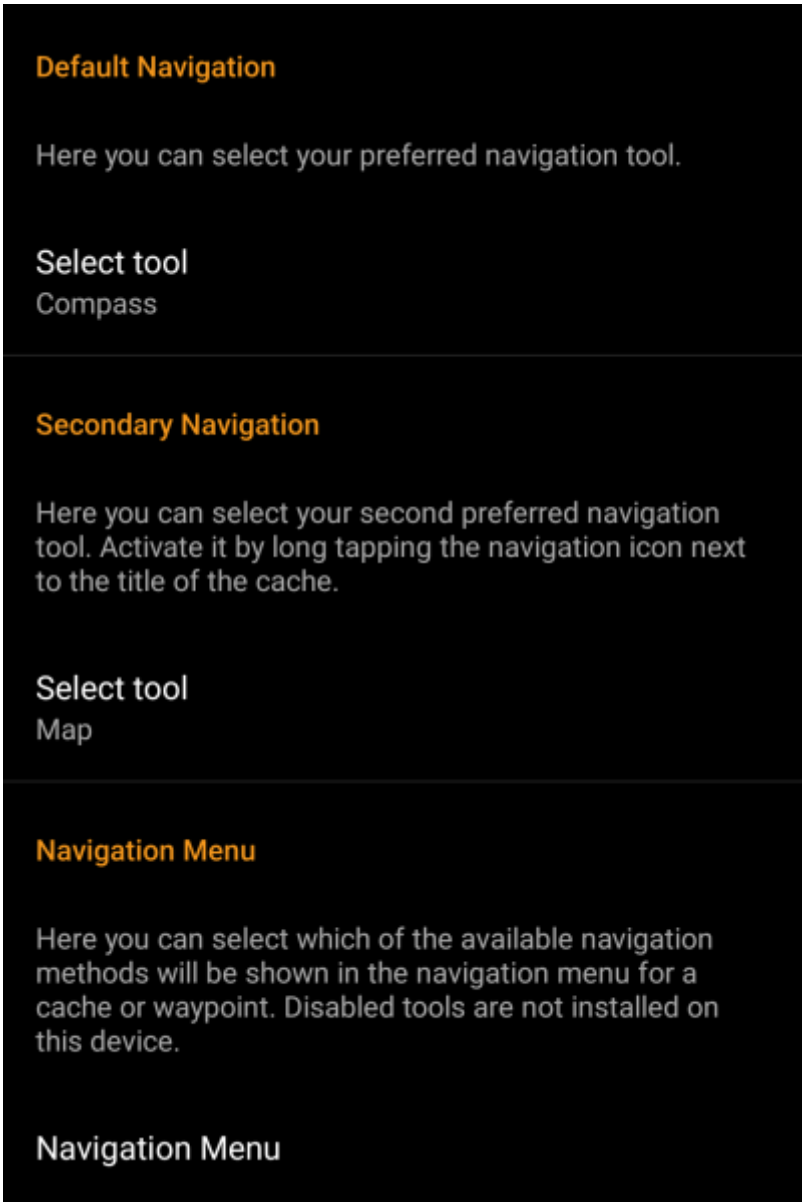 Default Navigation
Here you can select your preferred navigation tool.
Select tool
Compass
Secondary Navigation
Here you can select your second preferred navigation
tool. Activate it by long tapping the navigation icon next
to the title of the cache.
Select tool
Map
Navigation Menu
Here you can select which of the available navigation
methods will be shown in the navigation menu for a
cache or waypoint. Disabled tools are not installed on
this device.
Navigation Menu